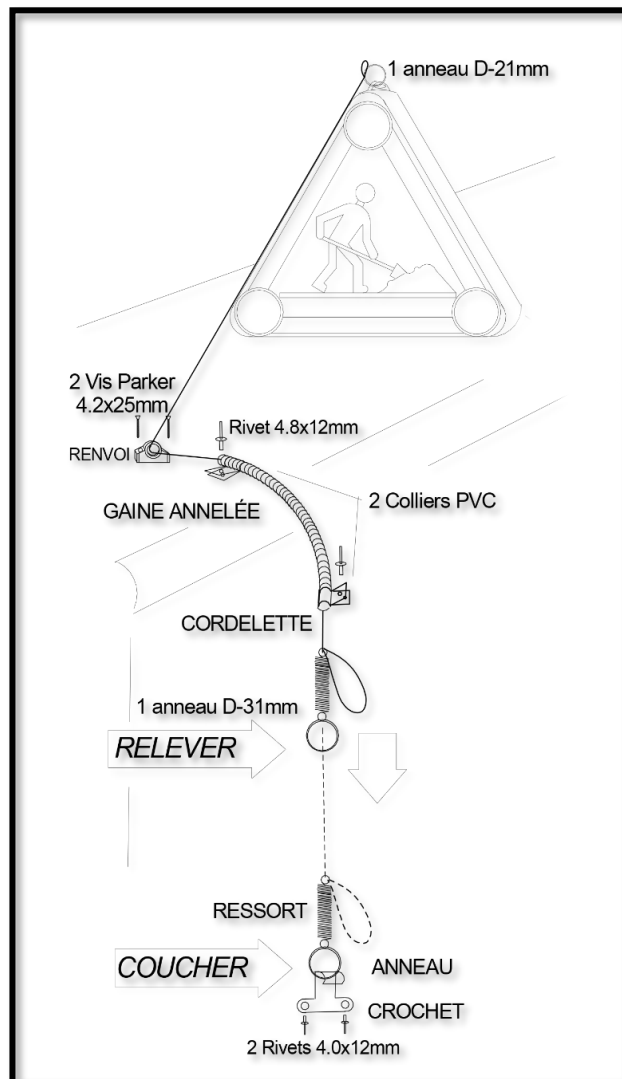 1 anneau D-21mm
2 Vis Parker
4.2x25mm
Rivet 4.8x12mm
RENVOI
GAINE ANNELÉE
2 Colliers PVC
CORDELETTE
1 anneau D-31mm
RELEVER
RESSORT
COUCHER
ANNEAU
CROCHET
2 Rivets 4.0x12mm